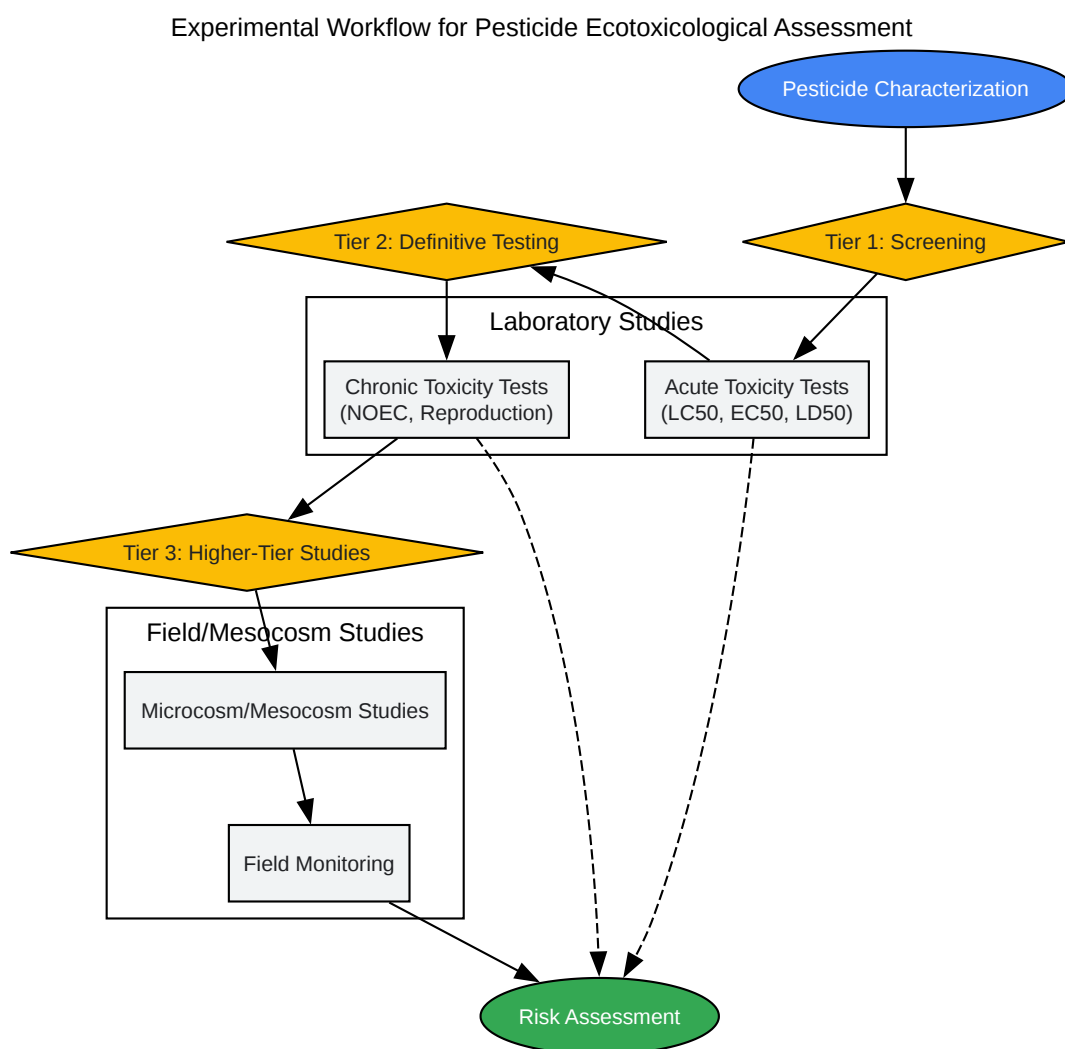 Experimental Workflow for Pesticide Ecotoxicological Assessment
Pesticide Characterization
Tier 2: Definitive Testing
Tier 1: Screening
Laboratory Studies
Chronic Toxicity Tests
(NOEC, Reproduction)
Acute Toxicity Tests
(LC50, EC50, LD50)
Tier 3: Higher-Tier Studies
Field/Mesocosm Studies
Microcosm/Mesocosm Studies
Field Monitoring
Risk Assessment